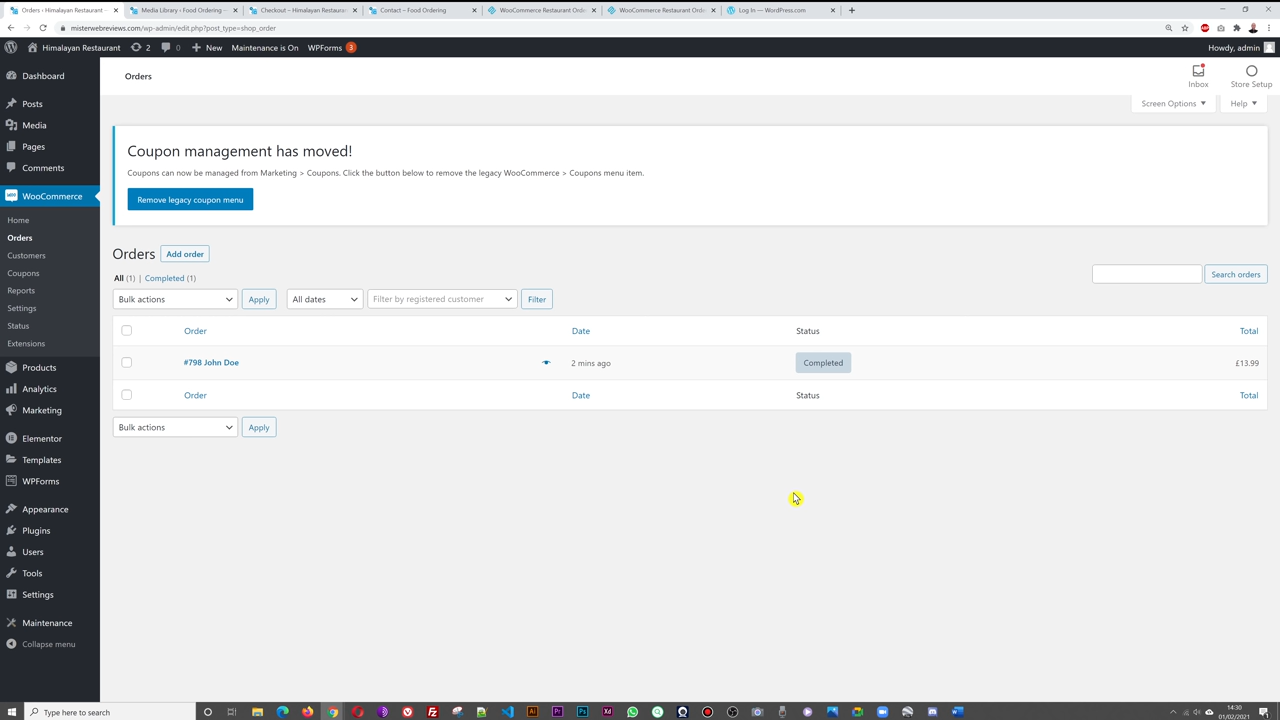 Orders ‹ Himalayan Restaurant —
Media Library ‹ Food Ordering —
Checkout – Himalayan Restaurant
Contact – Food Ordering
WooCommerce Restaurant Orde
WooCommerce Restaurant Orde
Log In — WordPress.com
misterwebreviews.com/wp-admin/edit.php?post_type=shop_order
Himalayan Restaurant
2
0
New
Maintenance is On
WPForms
3
Howdy, admin
Dashboard
Posts
Media
Pages
Comments
WooCommerce
Home
Orders
Customers
Coupons
Reports
Settings
Status
Extensions
Products
Analytics
Marketing
Elementor
Templates
WPForms
Appearance
Plugins
Users
Tools
Settings
Maintenance
Collapse menu
Orders
Inbox
Store Setup
Screen Options
Help
Coupon management has moved!
Coupons can now be managed from Marketing > Coupons. Click the button below to remove the legacy WooCommerce > Coupons menu item.
Remove legacy coupon menu
Orders
Add order
All (1) | Completed (1)
Search orders
Bulk actions
Apply
All dates
Filter by registered customer
Filter
Order
Date
Status
Total
#798 John Doe
2 mins ago
Completed
£13.99
Order
Date
Status
Total
Bulk actions
Apply
Type here to search
14:30
01/02/2021